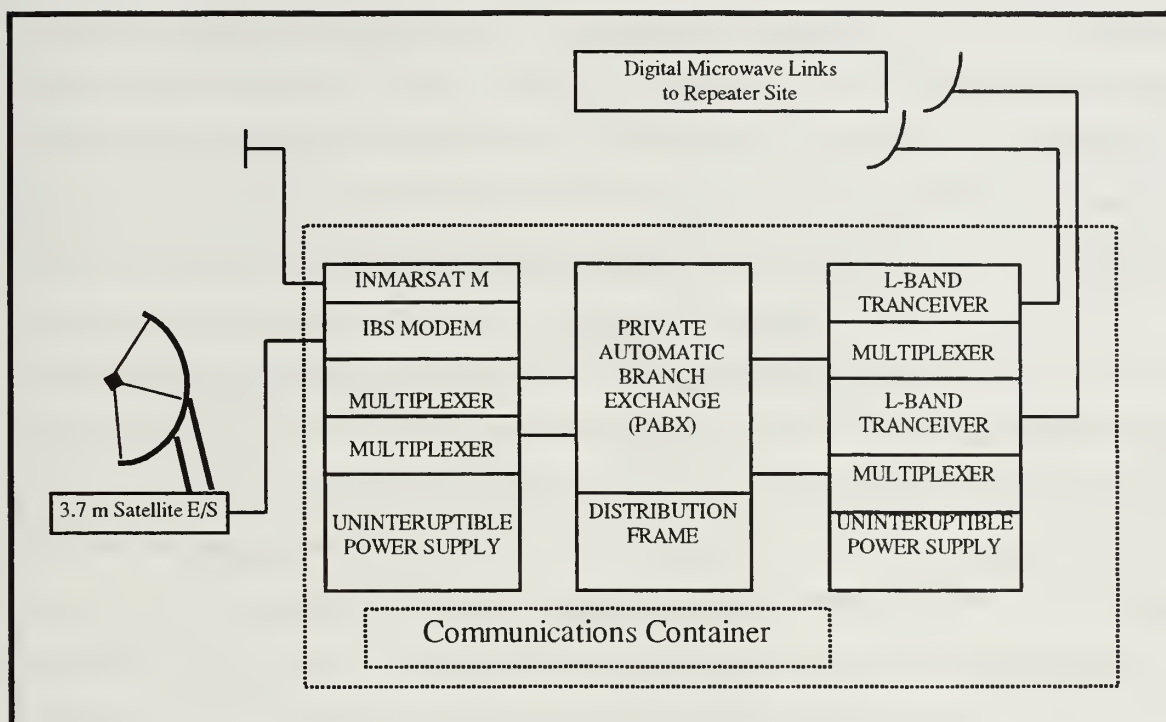 Digital Microwave Links
to Repeater Site
INMARSAT M
IBS MODEM
MULTIPLEXER
MULTIPLEXER
UNINTERUPTIBLE
POWER SUPPLY
PRIVATE
AUTOMATIC
BRANCH
EXCHANGE
(PABX)
DISTRIBUTION
FRAME
L-BAND
TRANCEIVER
MULTIPLEXER
L-BAND
TRANCEIVER
MULTIPLEXER
UNINTERUPTIBLE
POWER SUPPLY
3.7 m Satellite E/S
Communications Container